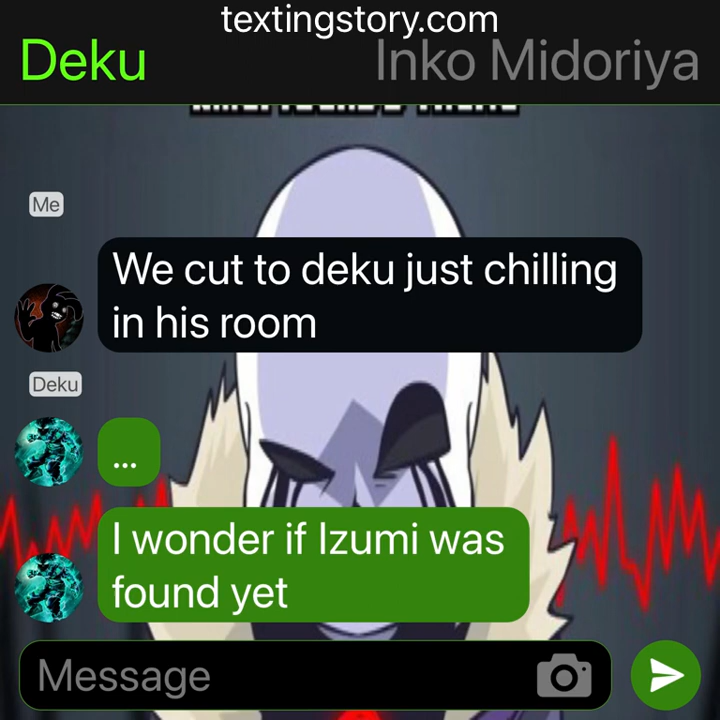 textingstory.com
Deku
Inko Midoriya
Me
We cut to deku just chilling
in his room
Deku
...
I wonder if Izumi was
found yet
Message